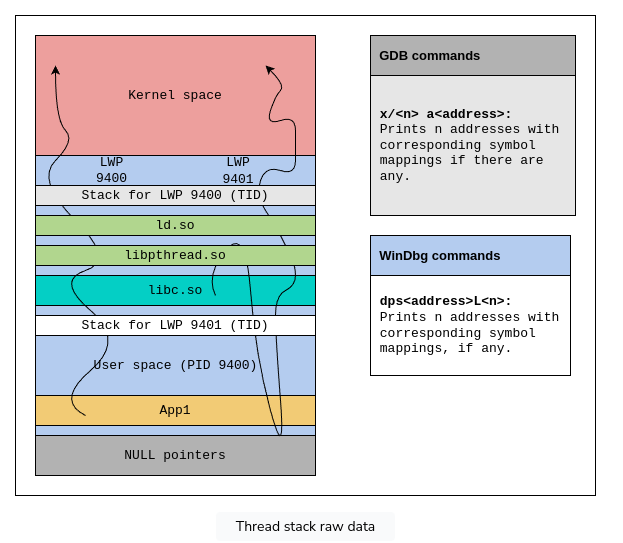 Kernel space
LWP
9400
LWP
9401
Stack for LWP 9400 (TID)
ld.so
libpthread.so
libc.so
Stack for LWP 9401 (TID)
User space (PID 9400)
App1
NULL pointers
GDB commands
x/<n> a<address>:
Prints n addresses with
corresponding symbol
mappings if there are
any.
WinDbg commands
dps<address>L<n>:
Prints n addresses with
corresponding symbol
mappings, if any.
Thread stack raw data